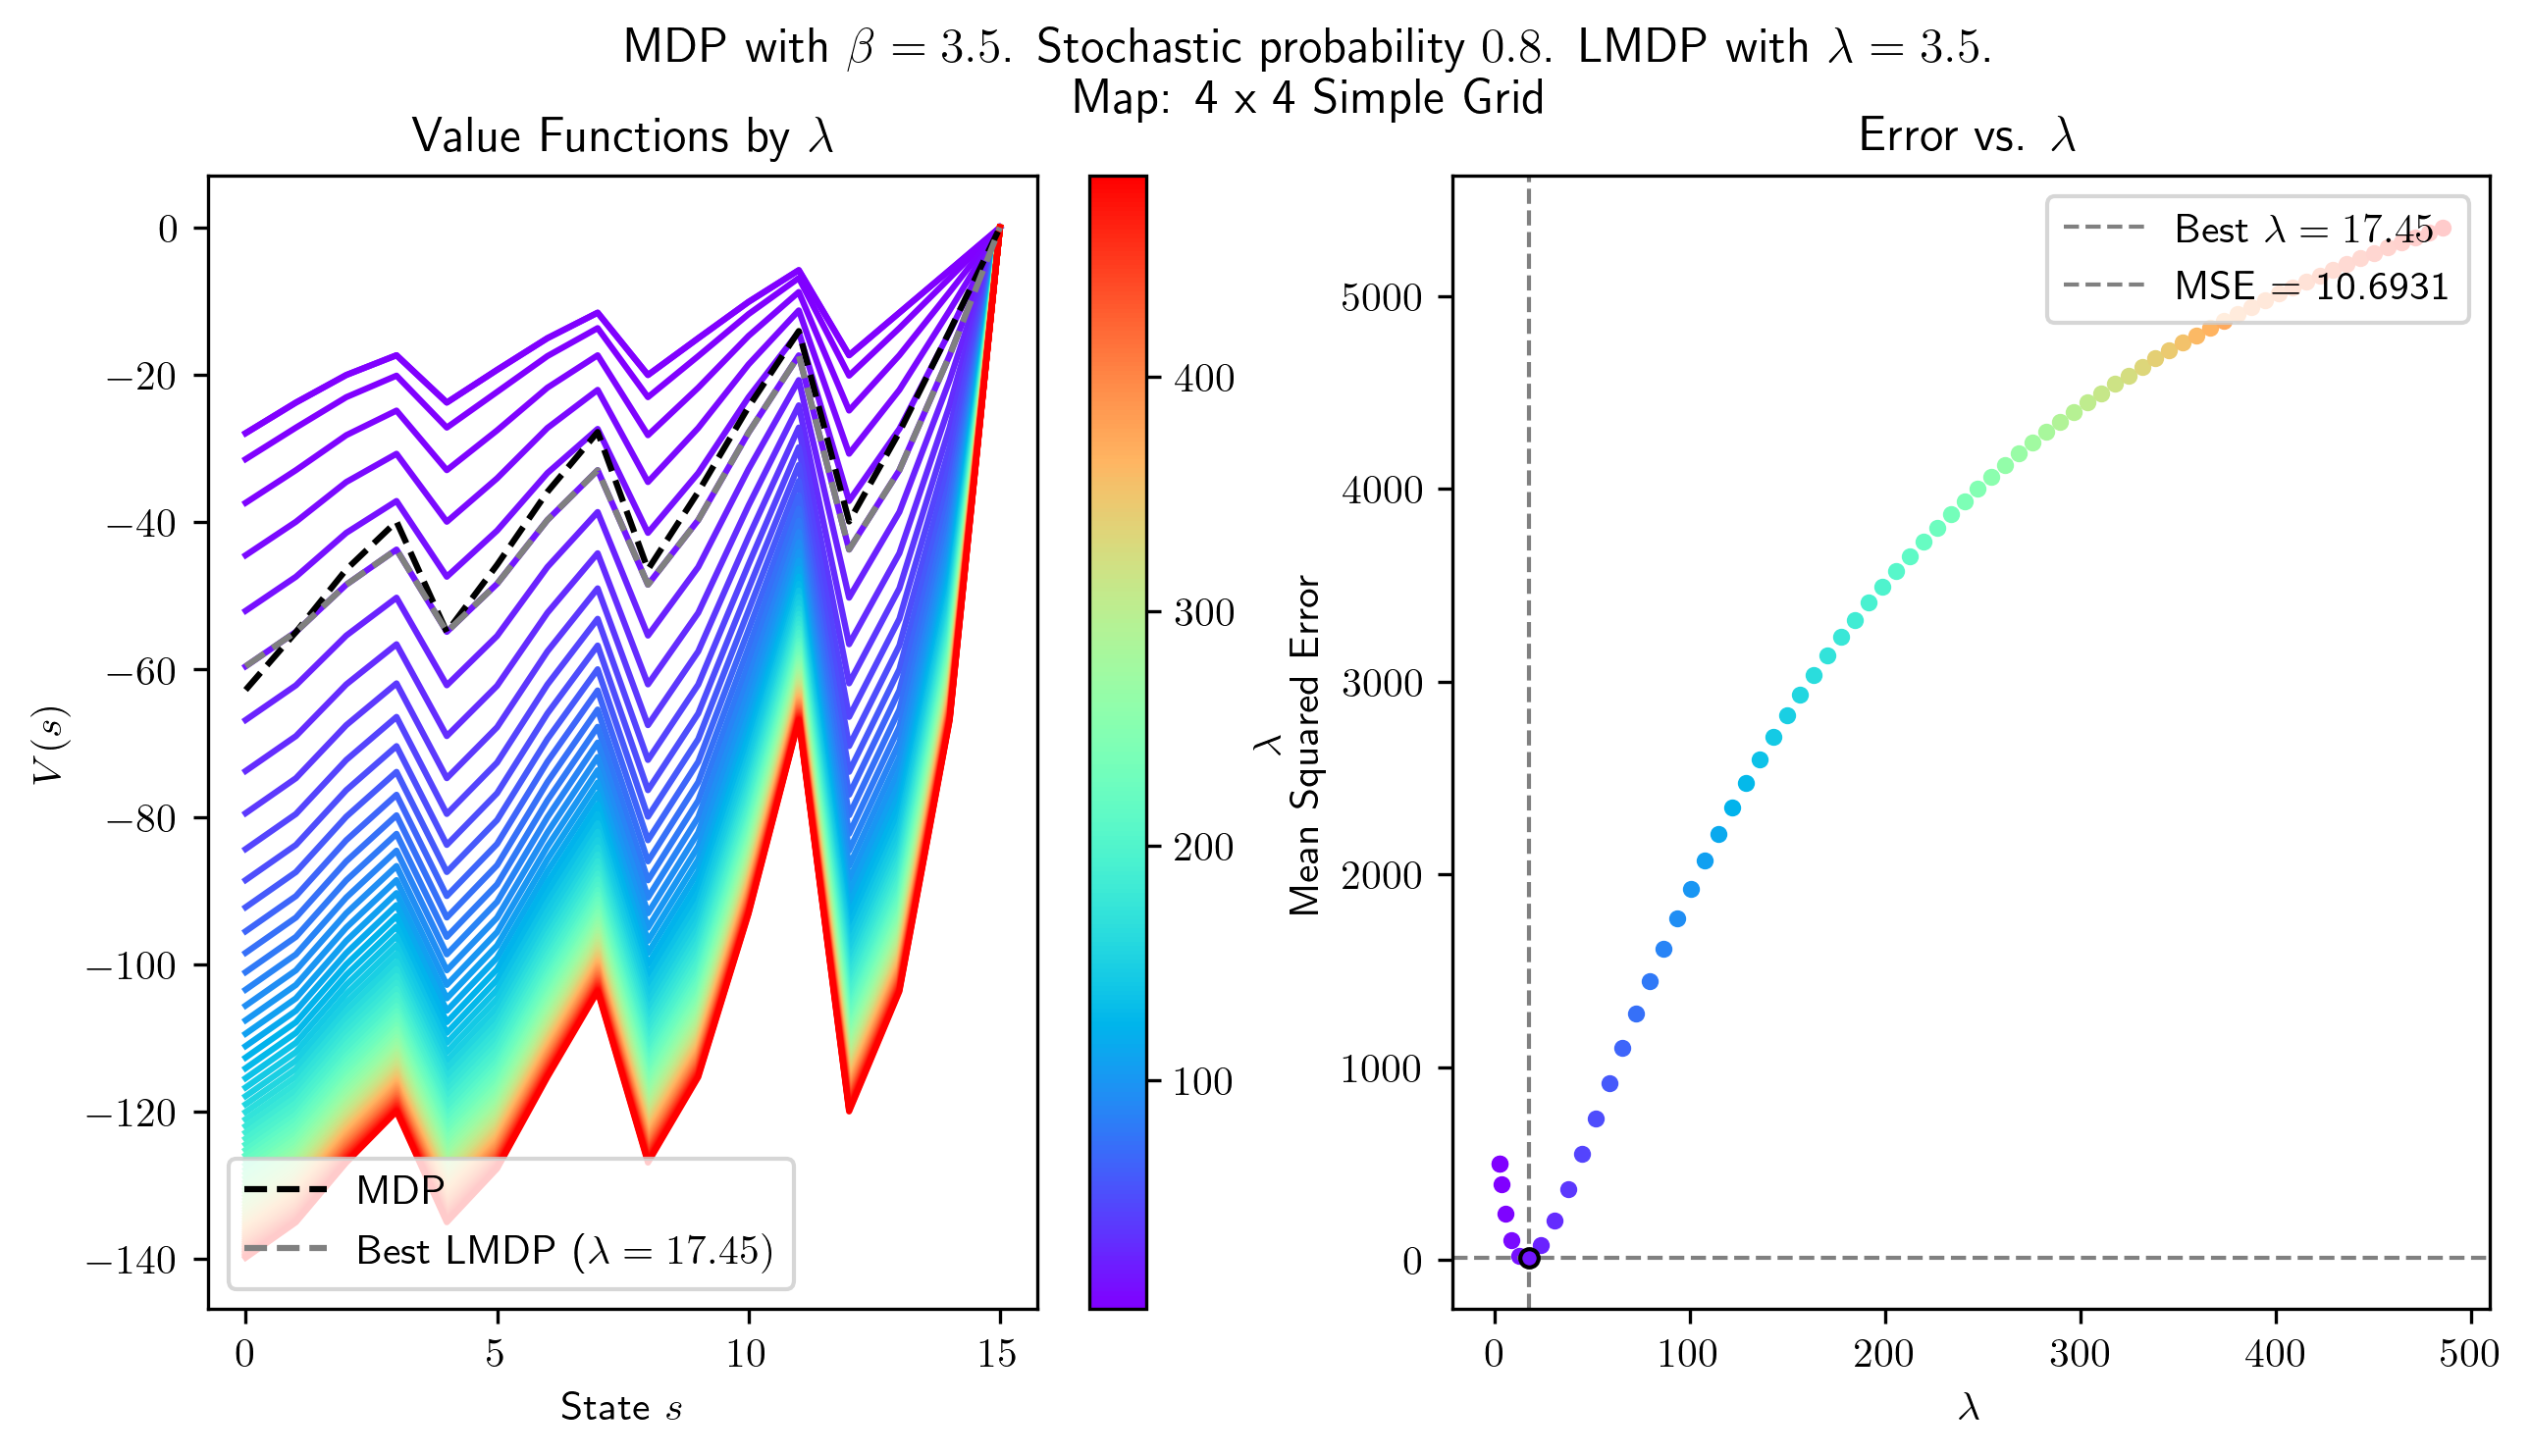 MDP with β = 3.5. Stochastic probability 0.8. LMDP with λ = 3.5.
Map: 4 x 4 Simple Grid
Value Functions by λ
V(s)
0
−20
−40
−60
−80
−100
−120
−140
MDP
Best LMDP (λ = 17.45)
0
5
10
15
State s
400
300
200
100
λ
Error vs. λ
Mean Squared Error
5000
4000
3000
2000
1000
0
Best λ = 17.45
MSE = 10.6931
0
100
200
300
400
500
λ